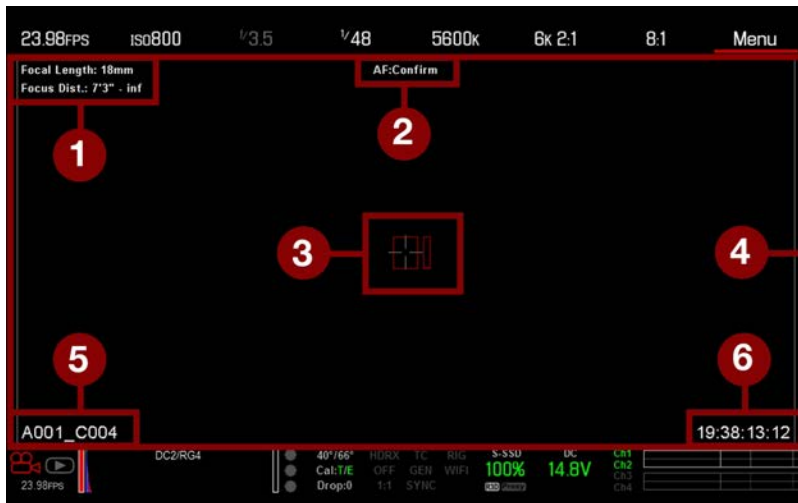 23.98FPS ISO800 1/3.5 1/48 5600K 6K 2:1 8:1 Menu
Focal Length: 18mm
Focus Dist.: 7'3" - inf
AF:Confirm
1
2
3
4
5
6
A001_C004
19:38:13:12
DC2/RG4 40°/66° HDRX TC RIG S-SSD DC Ch1
Cal:T/E OFF GEN WIFI 100% 14.8V Ch2
23.98FPS Drop:0 1:1 SYNC R3D Proxy Ch3
Ch4